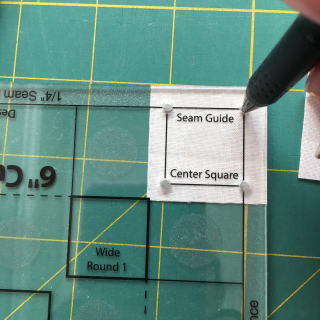 1/4" Seam
Seam Guide
Center Square
6"
Wide
Round 1